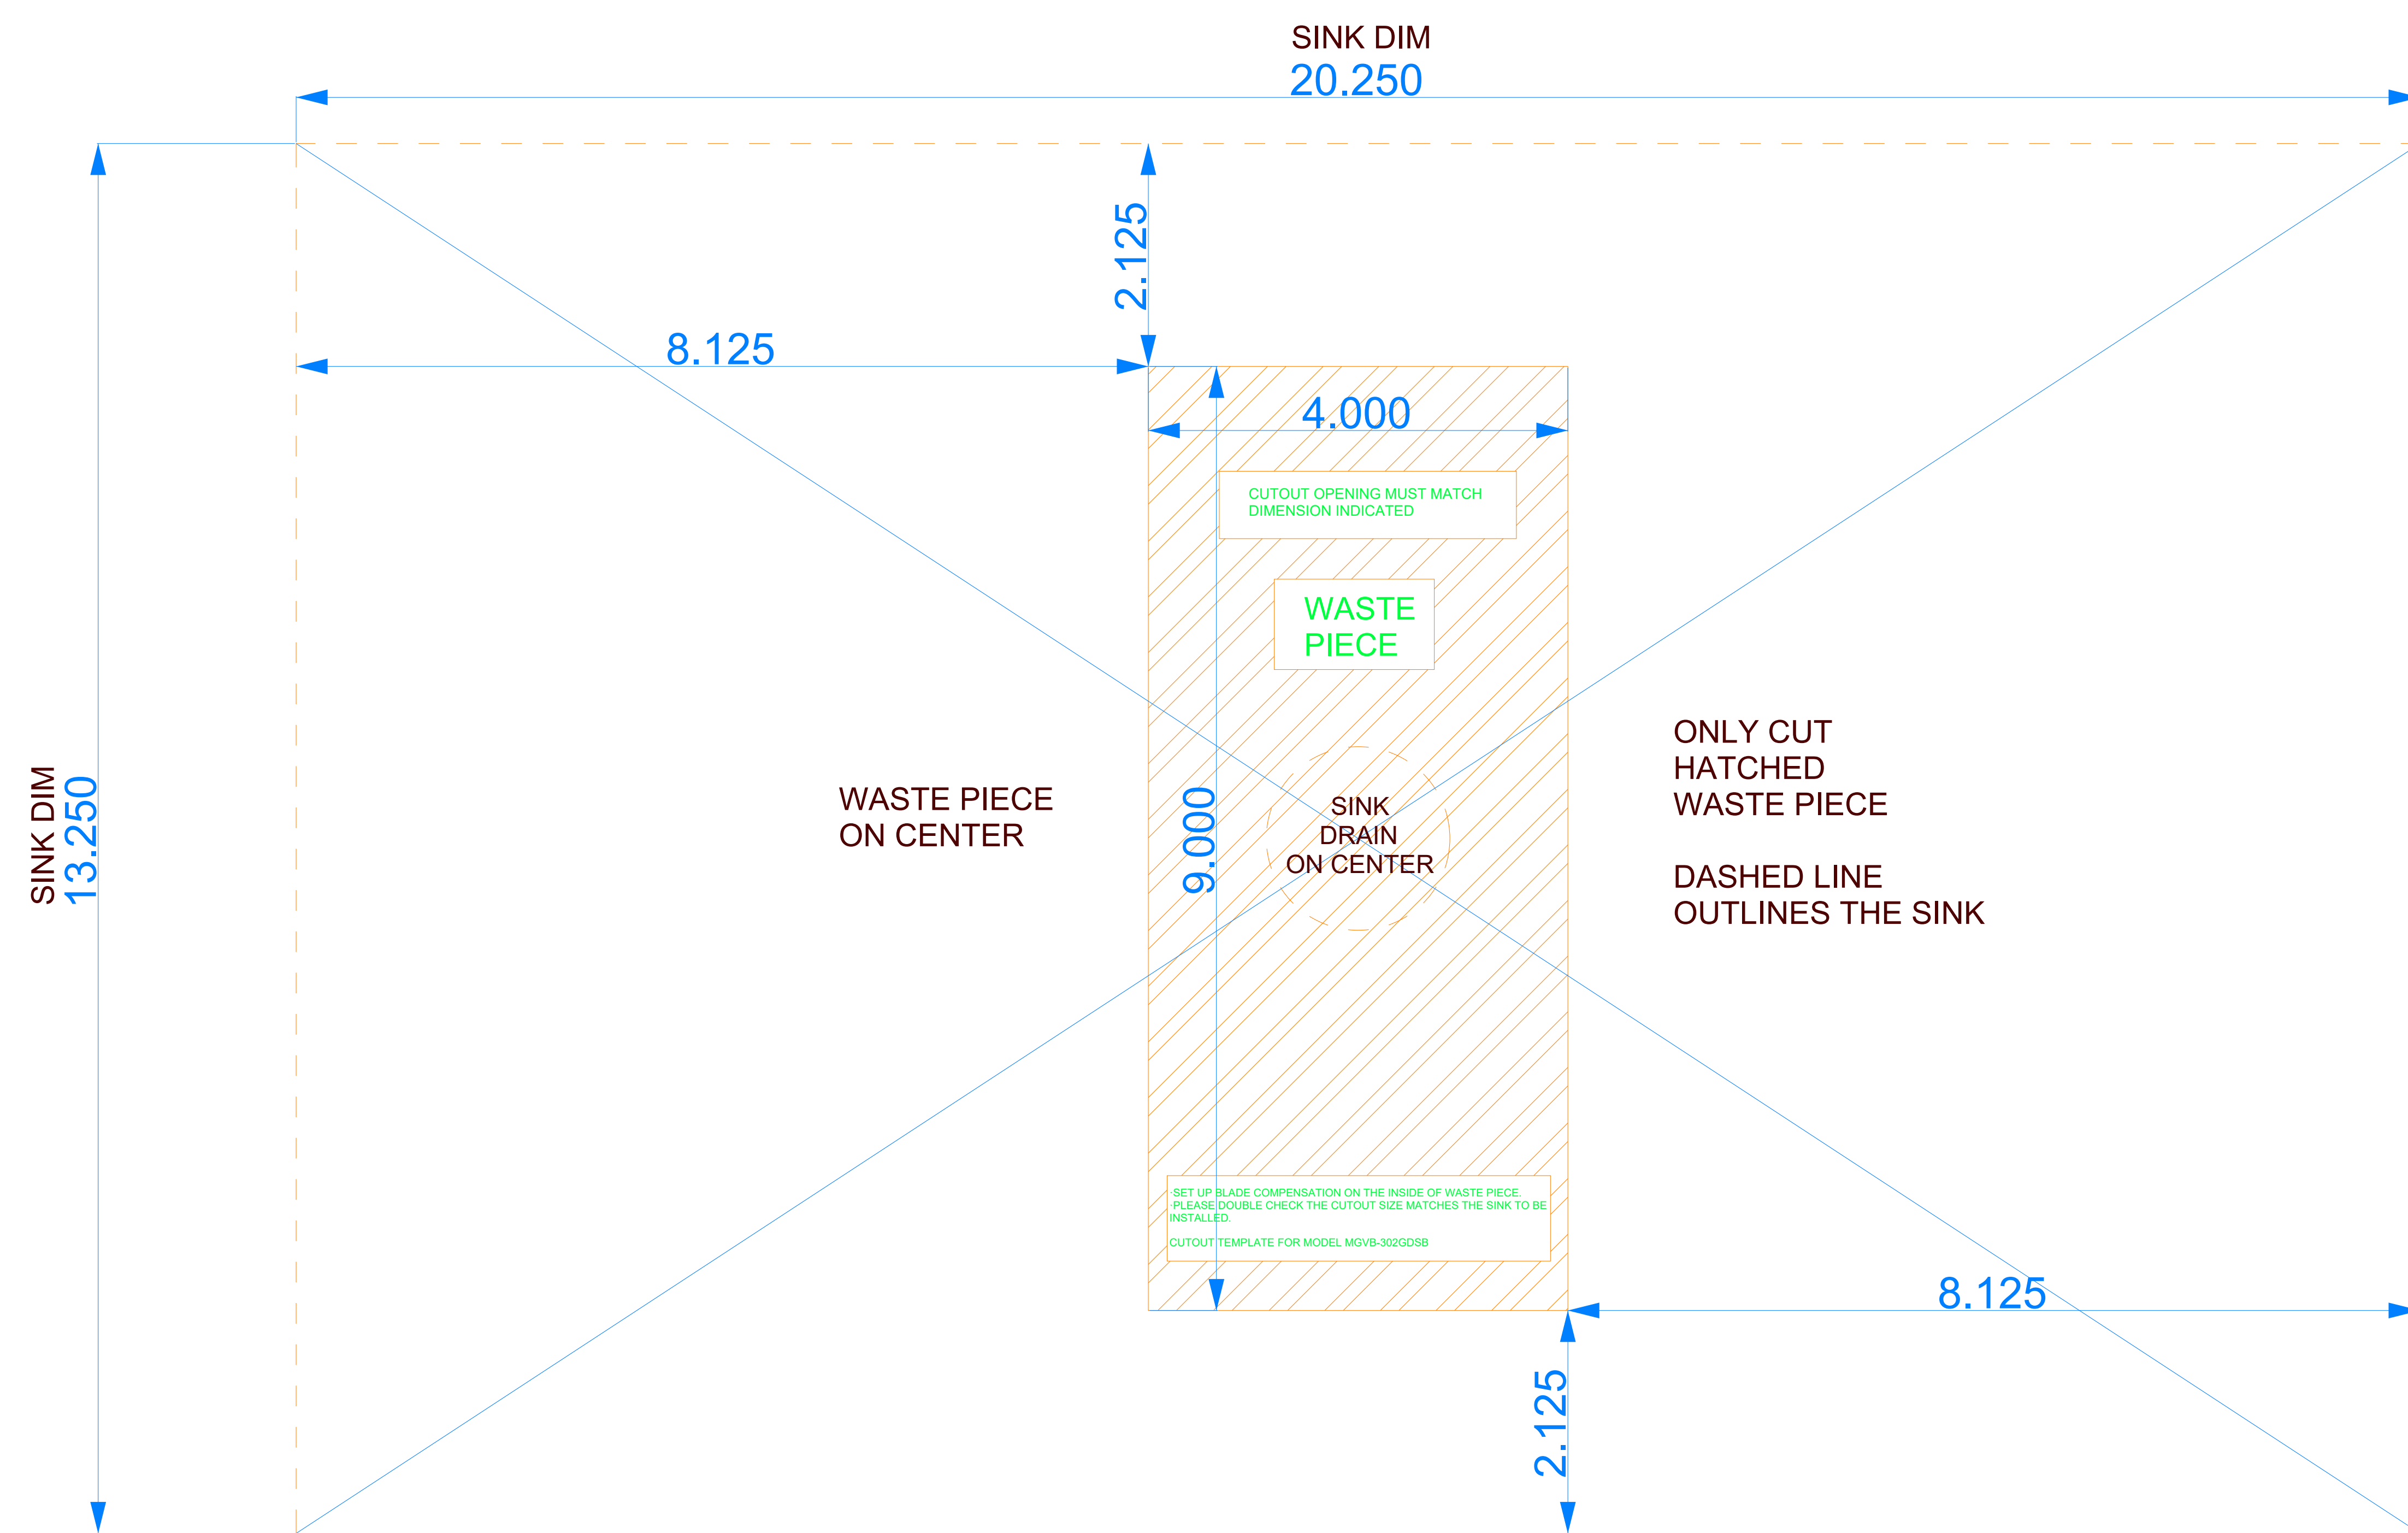 SINK DIM
20.250
2.125
8.125
4.000
CUTOUT OPENING MUST MATCH
DIMENSION INDICATED
WASTE
PIECE
SINK DIM
13.250
WASTE PIECE
ON CENTER
9.000
SINK
DRAIN
ON CENTER
ONLY CUT
HATCHED
WASTE PIECE
DASHED LINE
OUTLINES THE SINK
·SET UP BLADE COMPENSATION ON THE INSIDE OF WASTE PIECE.
·PLEASE DOUBLE CHECK THE CUTOUT SIZE MATCHES THE SINK TO BE
INSTALLED.
CUTOUT TEMPLATE FOR MODEL MGVB-302GDSB
8.125
2.125